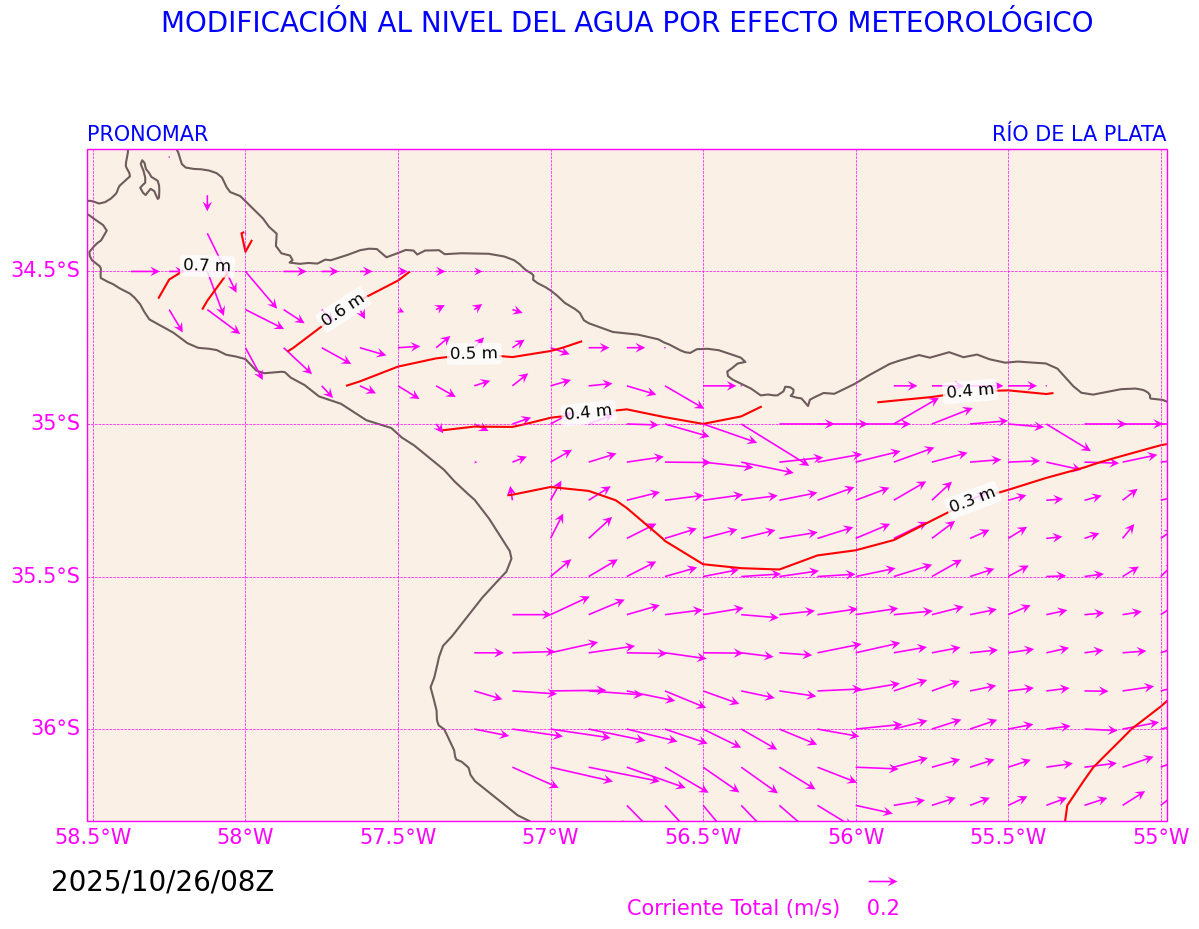 MODIFICACIÓN AL NIVEL DEL AGUA POR EFECTO METEOROLÓGICO
PRONOMAR
RÍO DE LA PLATA
0.7 m
34.5°S
0.6 m
0.5 m
0.4 m
0.4 m
35°S
0.3 m
35.5°S
36°S
58.5°W 58°W 57.5°W 57°W 56.5°W 56°W 55.5°W 55°W
2025/10/26/08Z
Corriente Total (m/s) 0.2